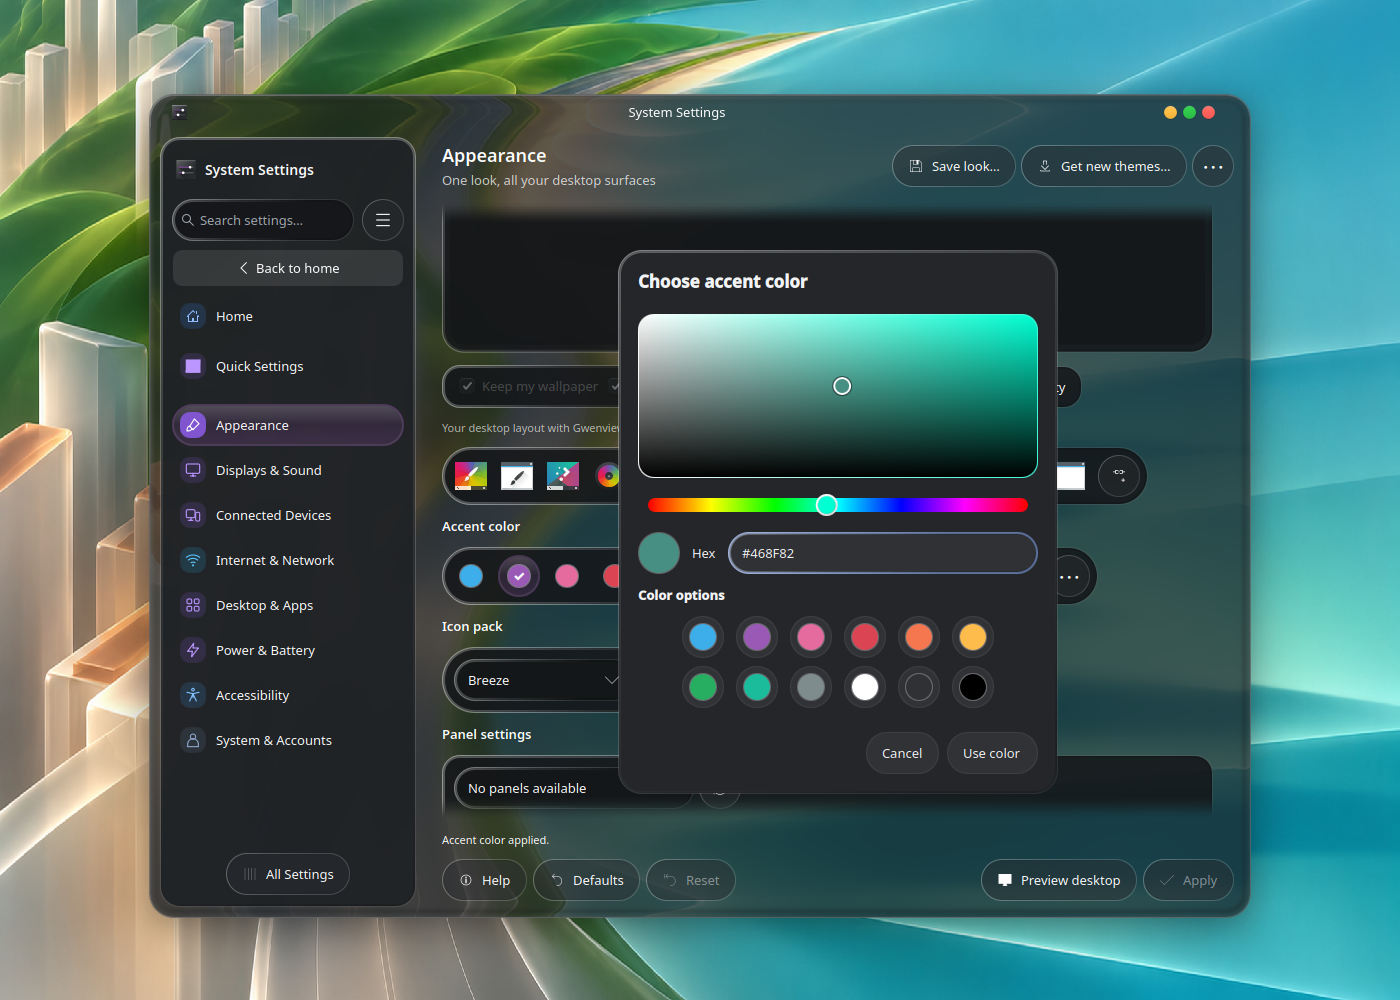 System Settings
System Settings
Search settings...
Back to home
Home
Quick Settings
Appearance
Displays & Sound
Connected Devices
Internet & Network
Desktop & Apps
Power & Battery
Accessibility
System & Accounts
All Settings
Appearance
One look, all your desktop surfaces
Save look...
Get new themes...
Keep my wallpaper
Your desktop layout with
Accent color
Icon pack
Breeze
Panel settings
No panels available
Accent color applied.
Help
Defaults
Reset
Preview desktop
Apply
Choose accent color
Hex
#468F82
Color options
Cancel
Use color